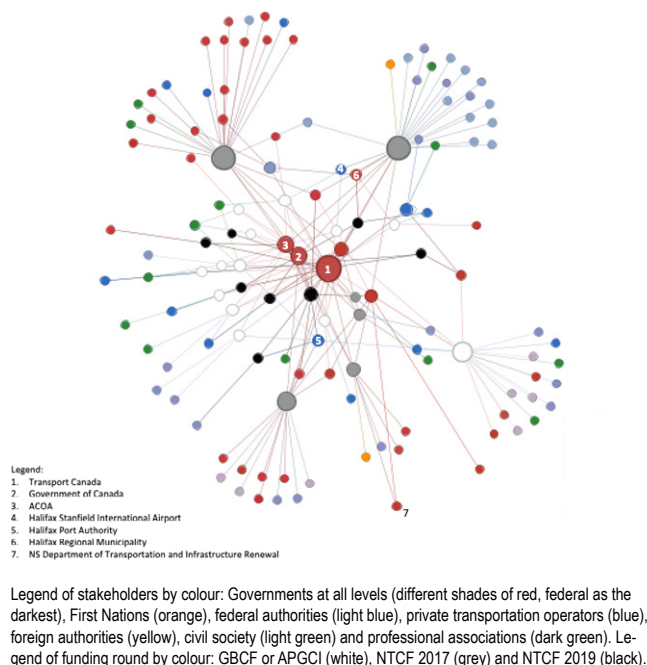 4
6
3
2
1
5
7
Legend:
1. Transport Canada
2. Government of Canada
3. ACOA
4. Halifax Stanfield International Airport
5. Halifax Port Authority
6. Halifax Regional Municipality
7. NS Department of Transportation and Infrastructure Renewal
Legend of stakeholders by colour: Governments at all levels (different shades of red, federal as the
darkest), First Nations (orange), federal authorities (light blue), private transportation operators (blue),
foreign authorities (yellow), civil society (light green) and professional associations (dark green). Le-
gend of funding round by colour: GBCF or APGCI (white), NTCF 2017 (grey) and NTCF 2019 (black).